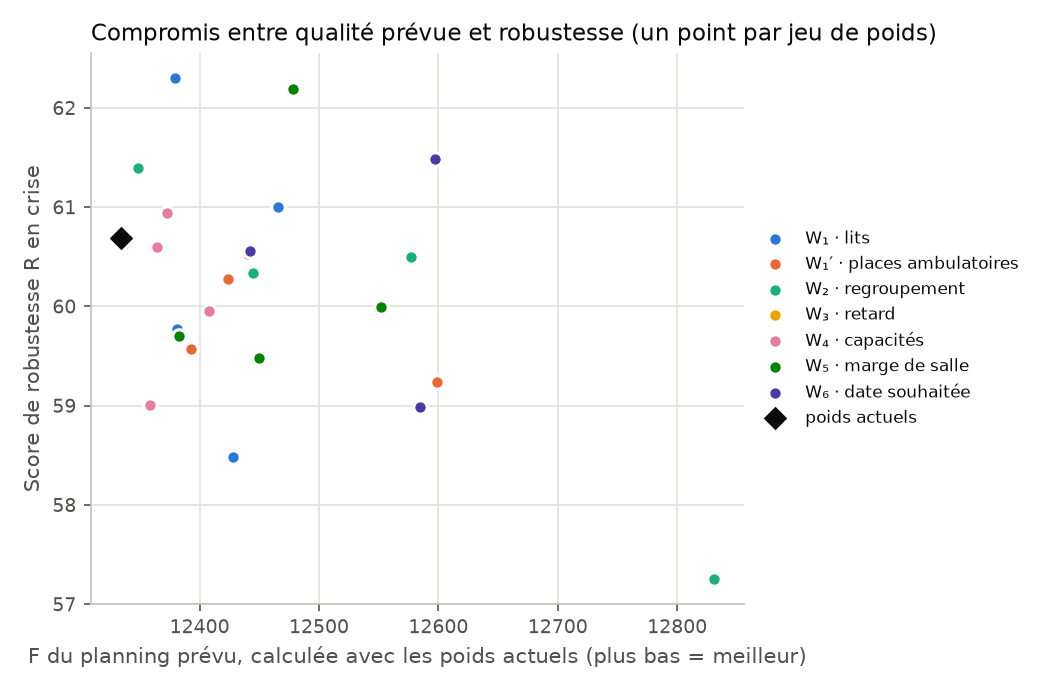 Compromis entre qualité prévue et robustesse (un point par jeu de poids)
Score de robustesse R en crise
62
61
60
59
58
57
12400 12500 12600 12700 12800
F du planning prévu, calculée avec les poids actuels (plus bas = meilleur)
W₁ · lits
W₁′ · places ambulatoires
W₂ · regroupement
W₃ · retard
W₄ · capacités
W₅ · marge de salle
W₆ · date souhaitée
poids actuels